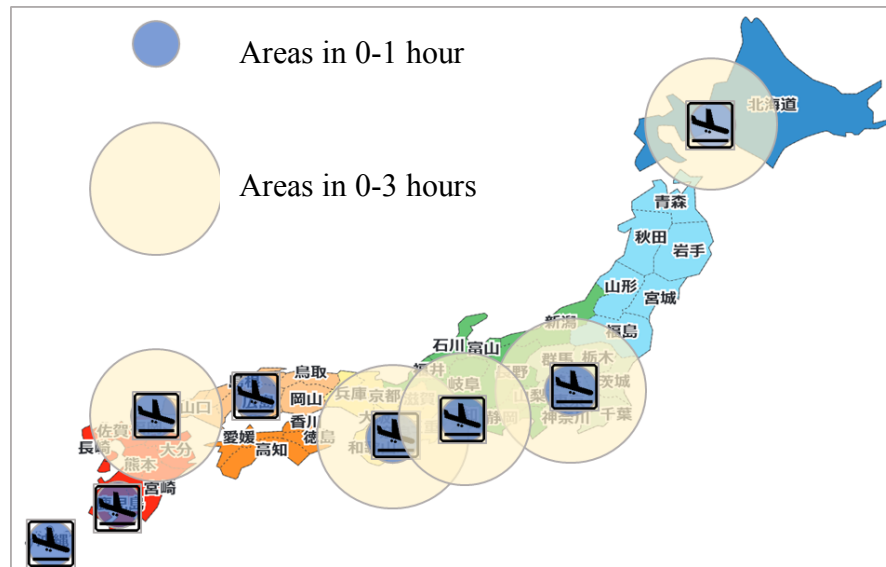 Areas in 0-1 hour
北海道
Areas in 0-3 hours
青森
秋田
岩手
山形
宮城
新潟
福島
石川
富山
群馬
栃木
長野
茨城
鳥取
岐阜
山梨
兵庫
京都
滋賀
岡山
山口
千葉
神奈川
静岡
香川
佐賀
愛媛
徳島
高知
長崎
大分
熊本
宮崎